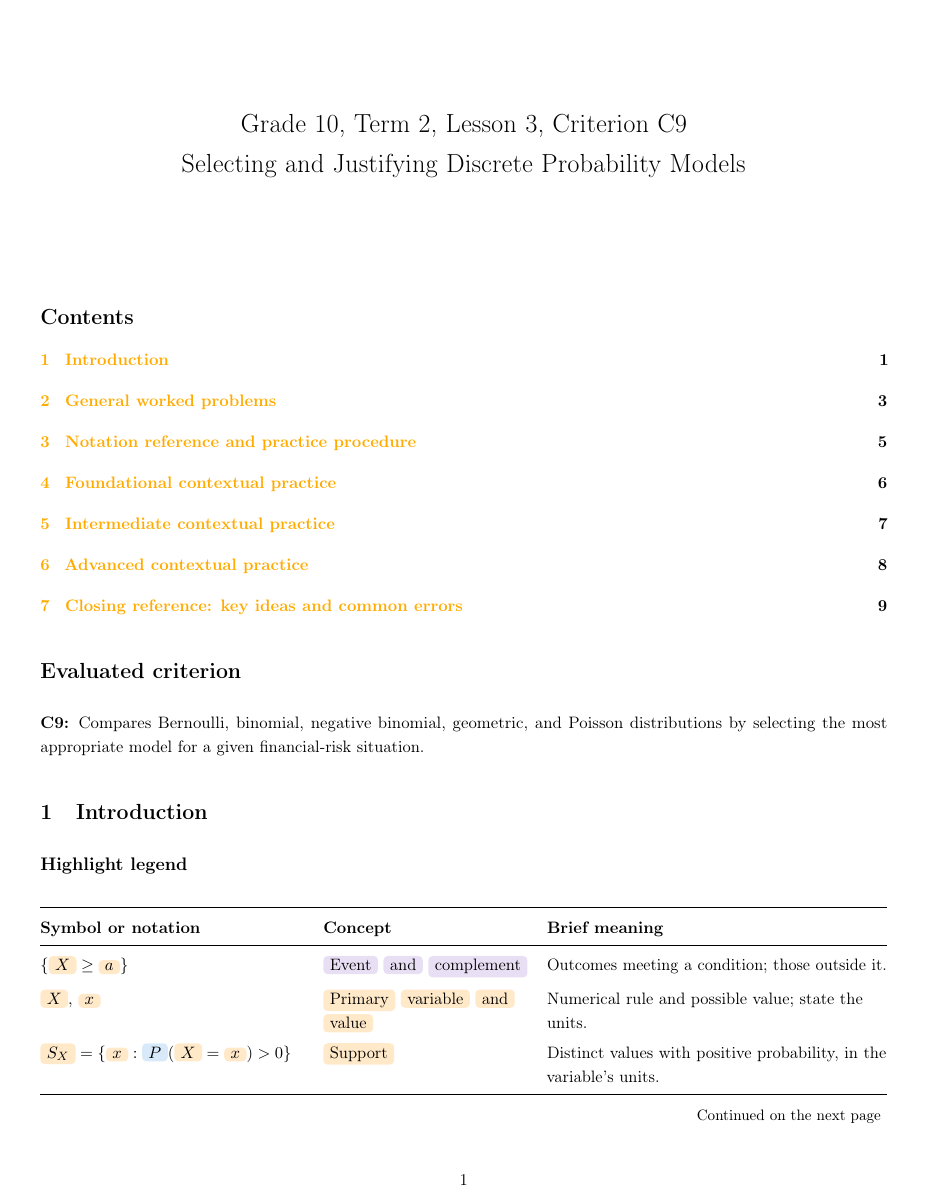 Grade 10, Term 2, Lesson 3, Criterion C9
Selecting and Justifying Discrete Probability Models
Contents
1 Introduction 1
2 General worked problems 3
3 Notation reference and practice procedure 5
4 Foundational contextual practice 6
5 Intermediate contextual practice 7
6 Advanced contextual practice 8
7 Closing reference: key ideas and common errors 9
Evaluated criterion
C9: Compares Bernoulli, binomial, negative binomial, geometric, and Poisson distributions by selecting the most
appropriate model for a given financial-risk situation.
1 Introduction
Highlight legend
Symbol or notation Concept Brief meaning
{ X ≥ a } Event and complement Outcomes meeting a condition; those outside it.
X , x Primary variable and Numerical rule and possible value; state the
value units.
S_X = { x : P ( X = x ) > 0} Support Distinct values with positive probability, in the
variable's units.
Continued on the next page
1